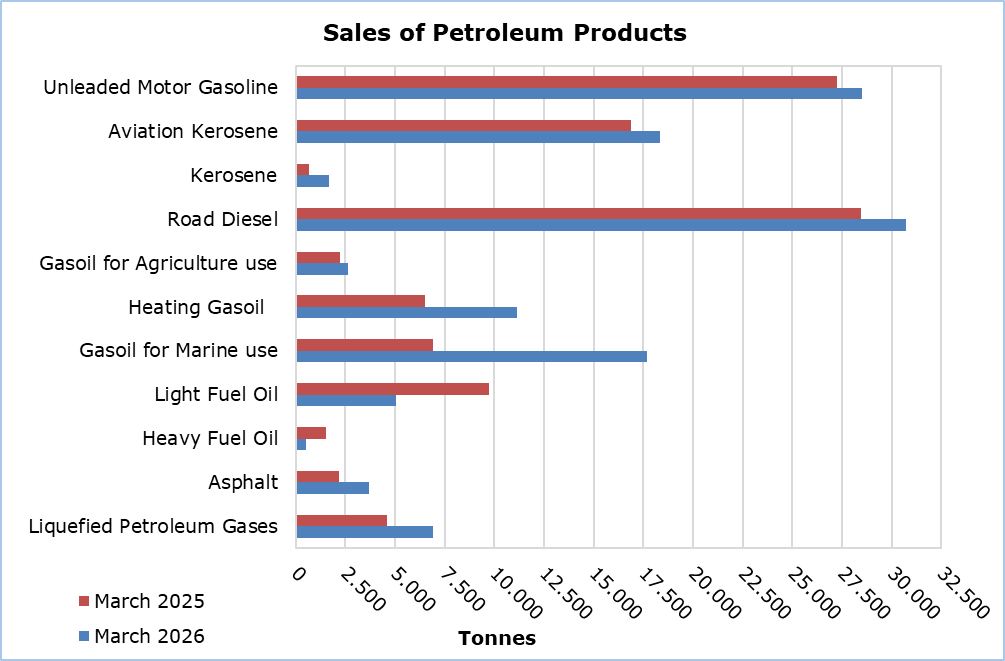 Sales of Petroleum Products
Unleaded Motor Gasoline
Aviation Kerosene
Kerosene
Road Diesel
Gasoil for Agriculture use
Heating Gasoil
Gasoil for Marine use
Light Fuel Oil
Heavy Fuel Oil
Asphalt
Liquefied Petroleum Gases
0 2.500 5.000 7.500 10.000 12.500 15.000 17.500 20.000 22.500 25.000 27.500 30.000 32.500
March 2025
March 2026
Tonnes